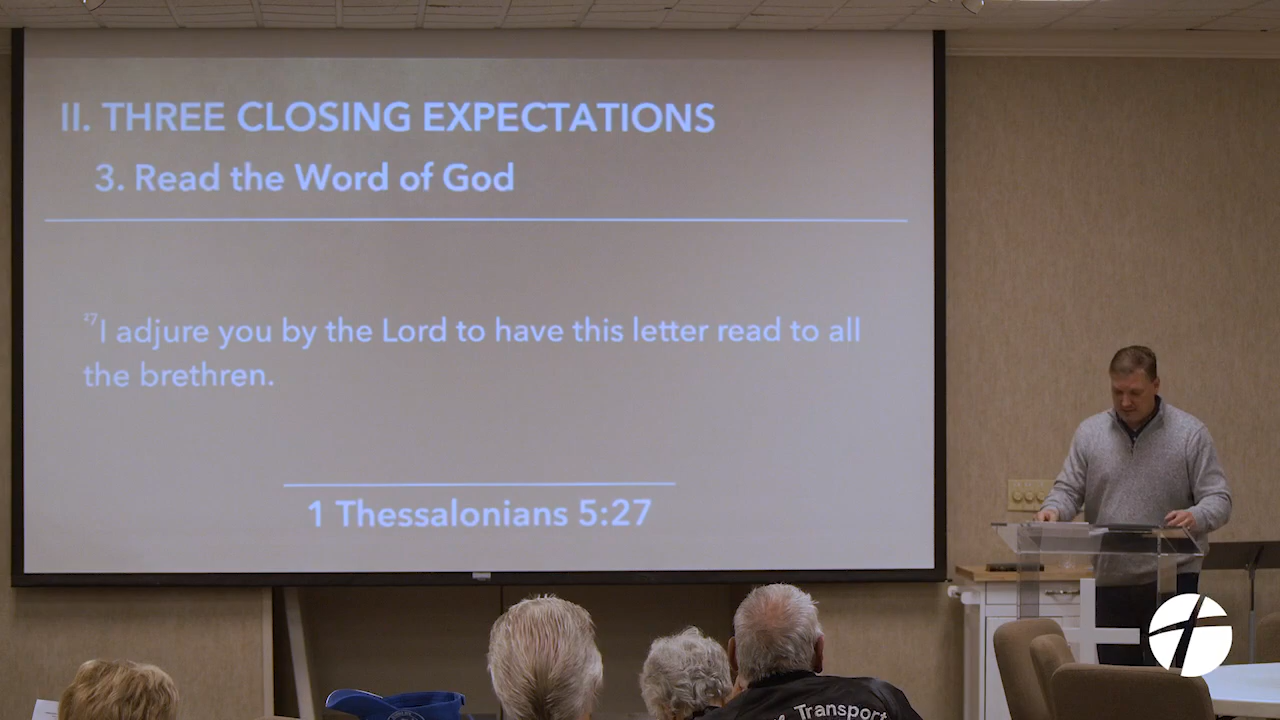 II. THREE CLOSING EXPECTATIONS
3. Read the Word of God
27I adjure you by the Lord to have this letter read to all
the brethren.
1 Thessalonians 5:27
Transport